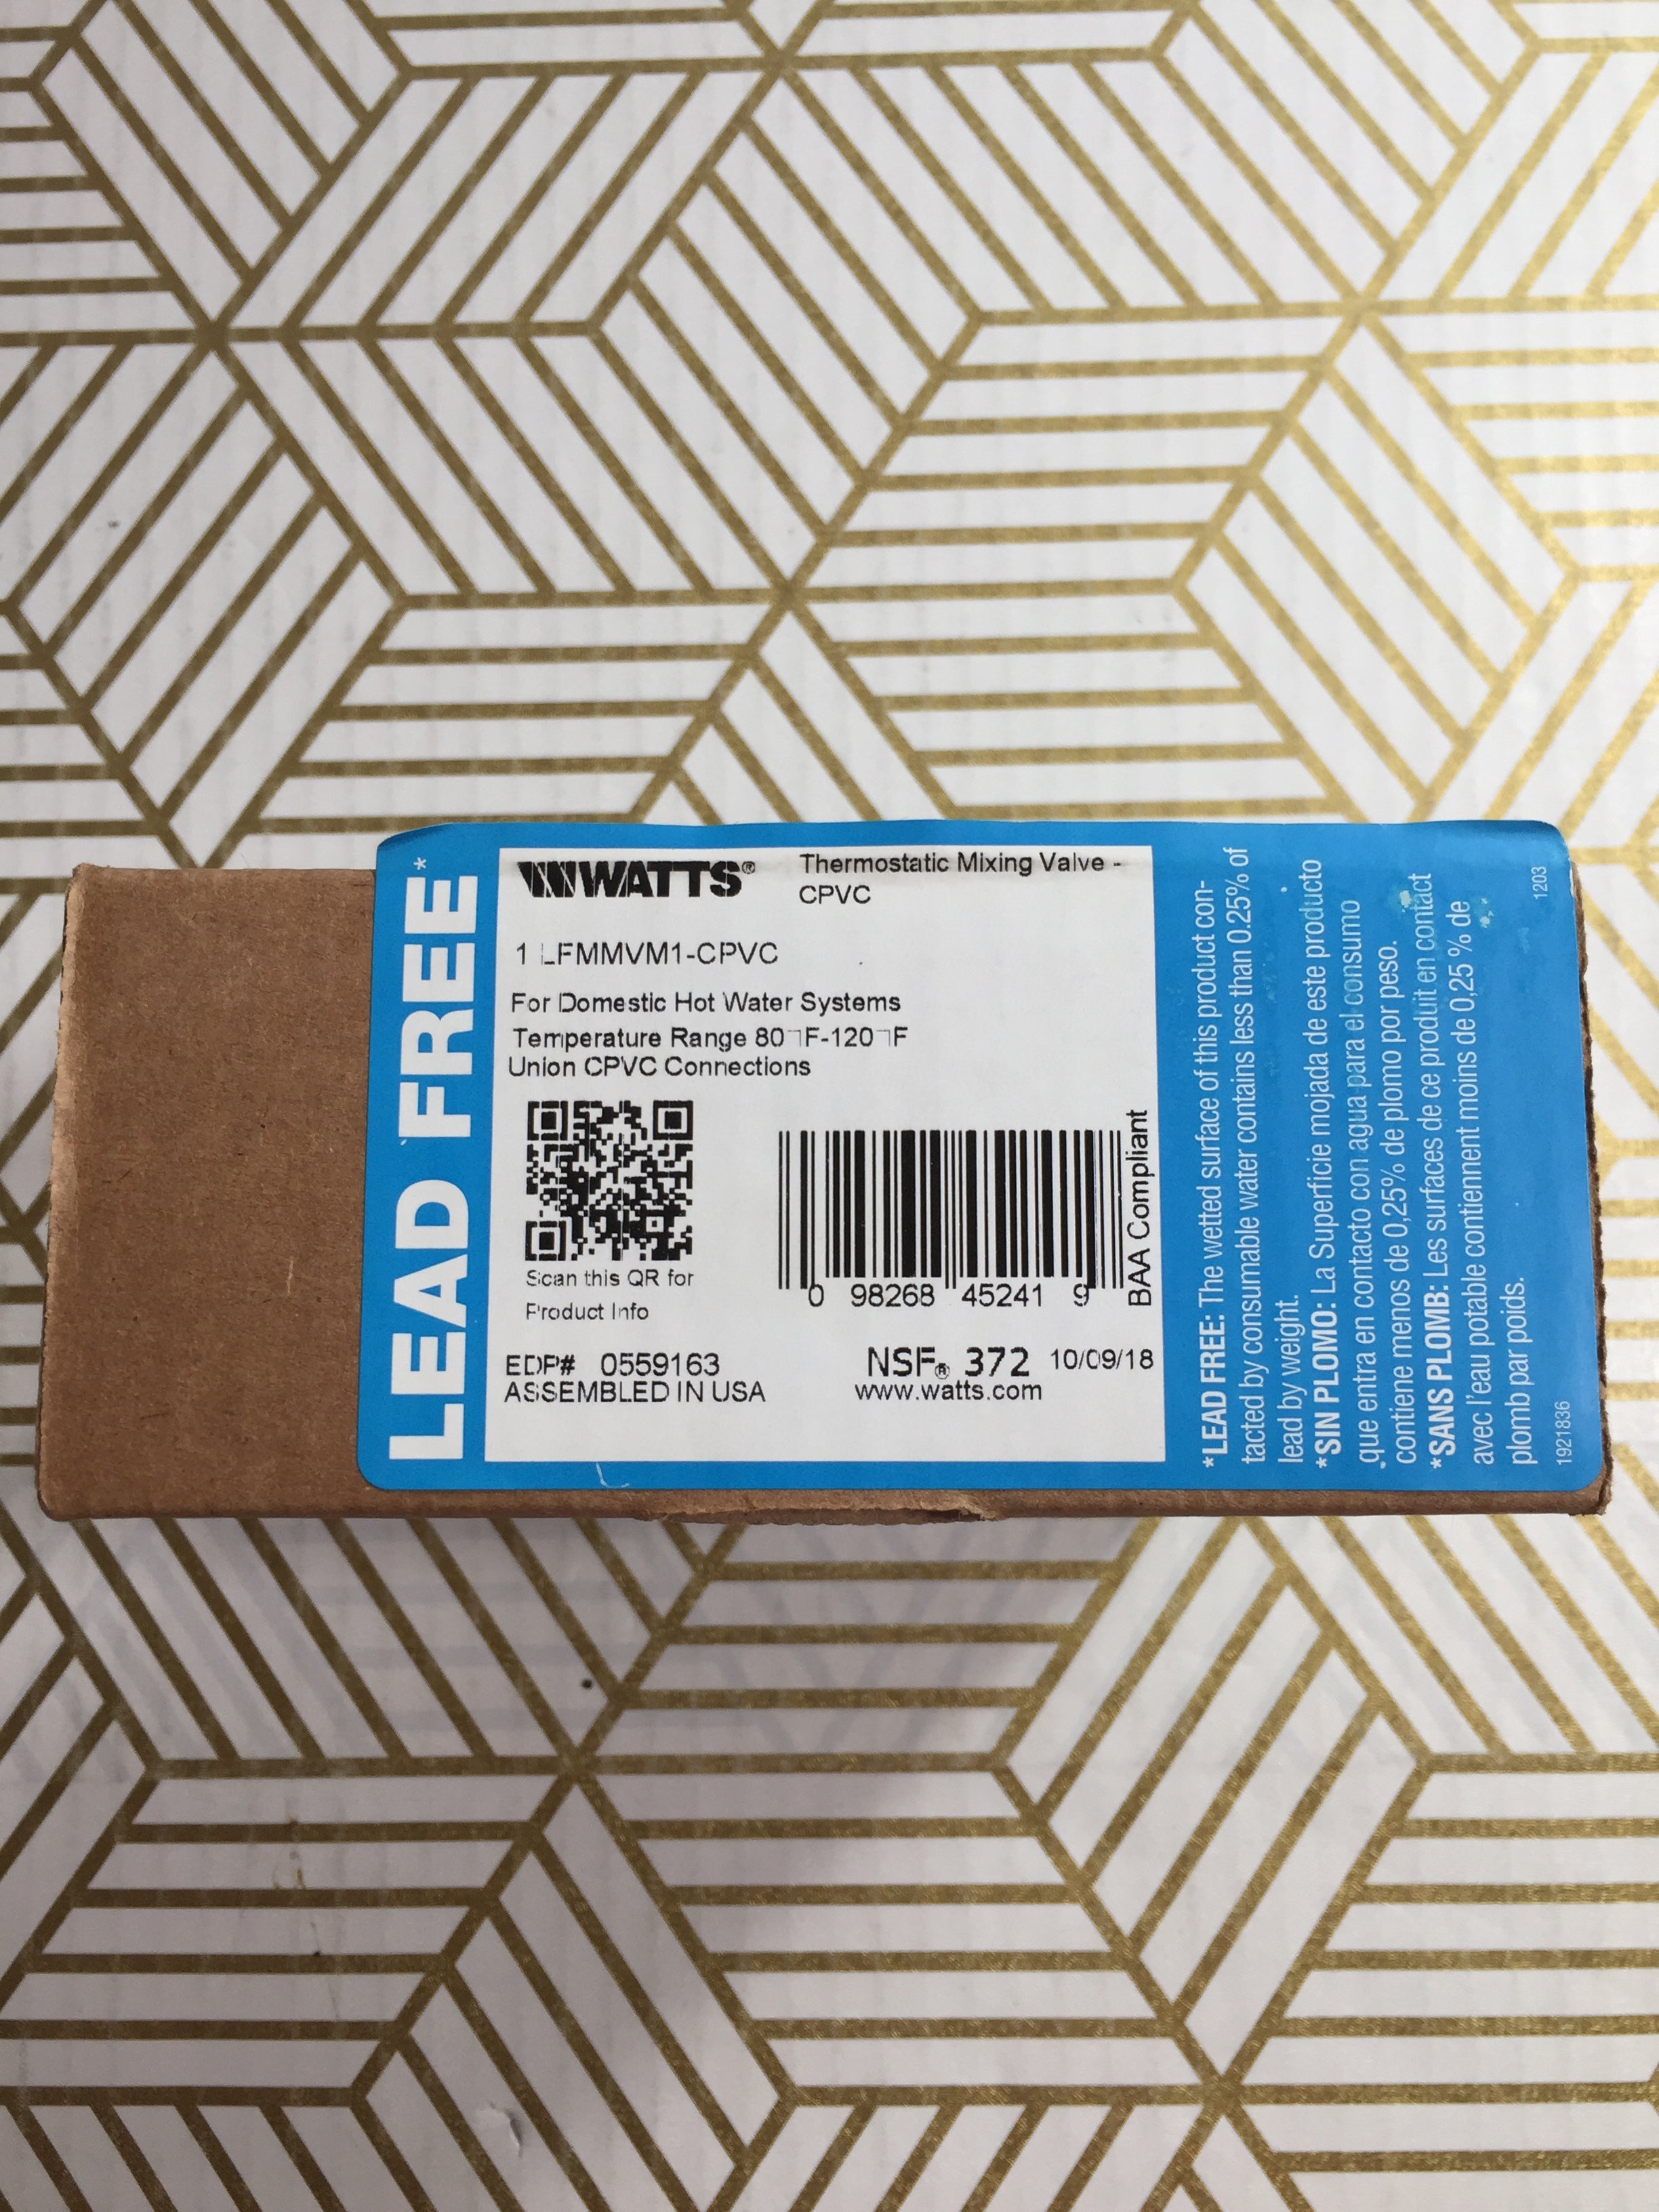 LEAD FREE*
WATTS®
Thermostatic Mixing Valve -
CPVC
1 LFMMVM1-CPVC
For Domestic Hot Water Systems
Temperature Range 80 F-120 F
Union CPVC Connections
Scan this QR for
Product Info
0 98268 45241 9
BAA Compliant
EDP# 0559163
ASSEMBLED IN USA
NSF® 372 10/09/18
www.watts.com
*LEAD FREE: The wetted surface of this product con-
tacted by consumable water contains less than 0.25% of
lead by weight.
*SIN PLOMO: La Superficie mojada de este producto
que entra en contacto con agua para el consumo
contiene menos de 0,25% de plomo por peso.
*SANS PLOMB: Les surfaces de ce produit en contact
avec l'eau potable contiennent moins de 0,25 % de
plomb par poids.
1921836
1203